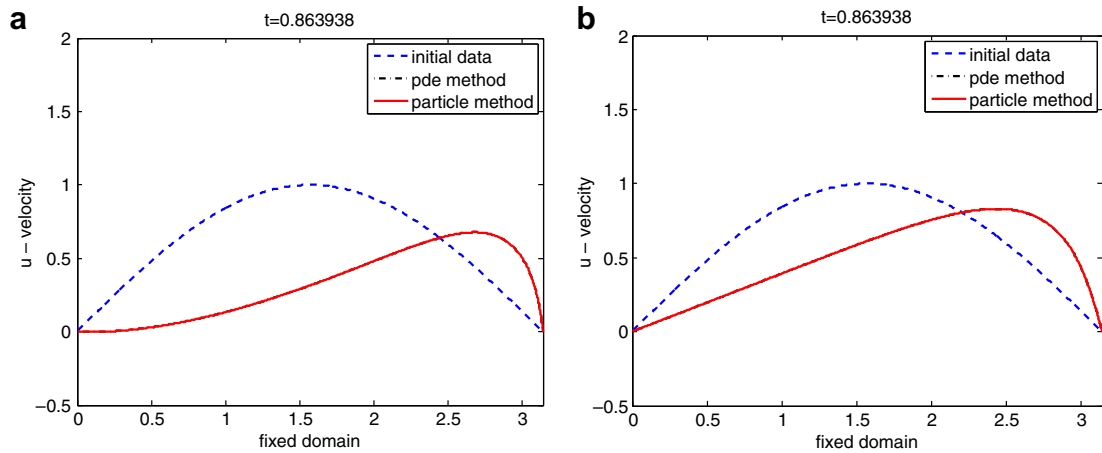 a
t=0.863938
2
1.5
1
0.5
0
−0.5
u − velocity
initial data
pde method
particle method
0
0.5
1
1.5
2
2.5
3
fixed domain
b
t=0.863938
2
1.5
1
0.5
0
−0.5
u − velocity
initial data
pde method
particle method
0
0.5
1
1.5
2
2.5
3
fixed domain